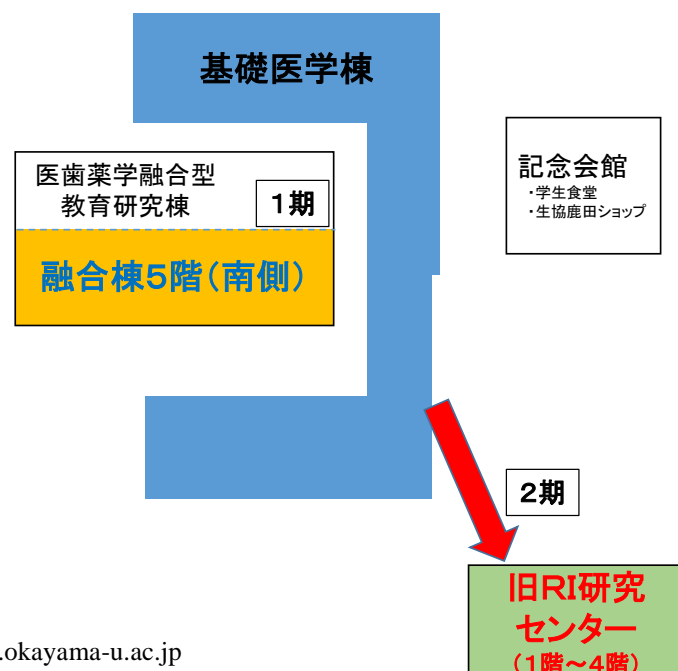 基礎医学棟
医歯薬学融合型
教育研究棟
１期
融合棟５階（南側）
記念会館
・学生食堂
・生協鹿田ショップ
２期
旧RI研究
センター
（１階～４階）
.okayama-u.ac.jp